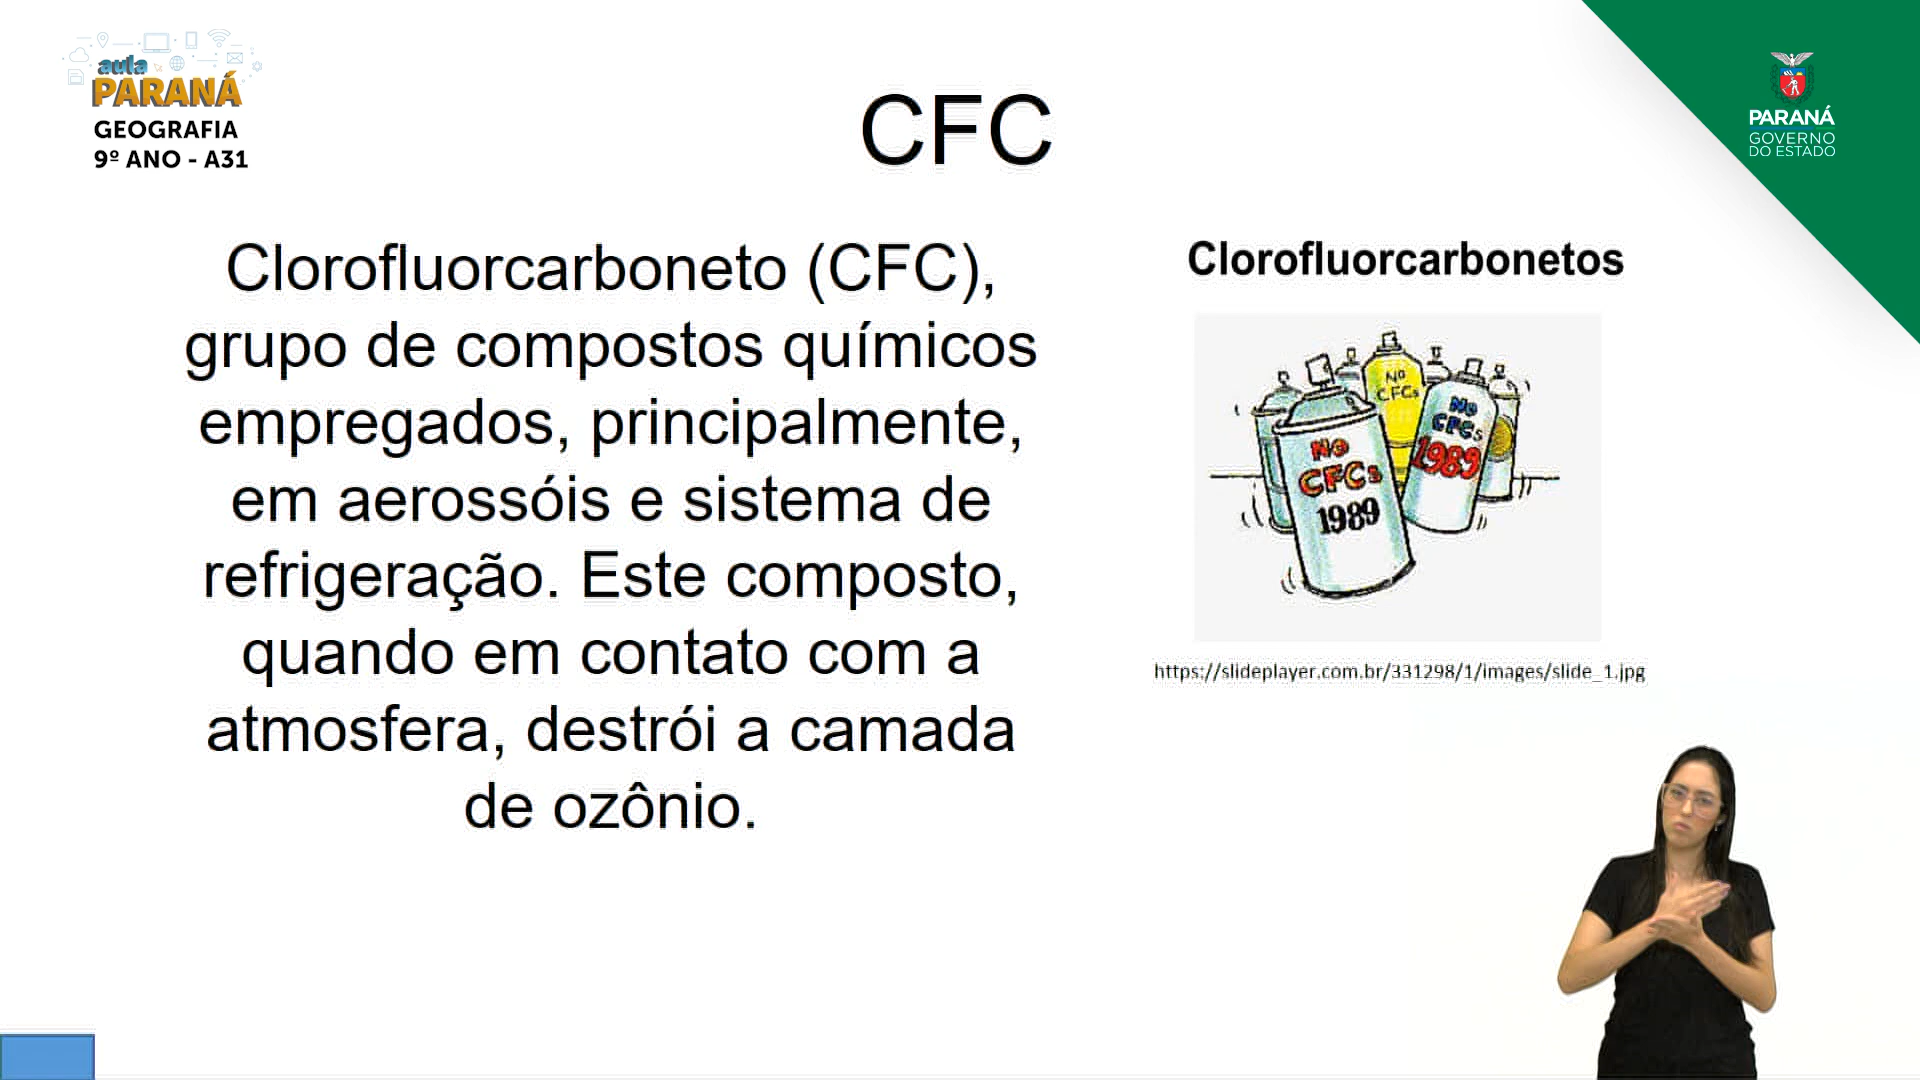 aula
PARANÁ
GEOGRAFIA
9º ANO - A31
CFC
PARANÁ
GOVERNO
DO ESTADO
Clorofluorcarboneto (CFC),
grupo de compostos químicos
empregados, principalmente,
em aerossóis e sistema de
refrigeração. Este composto,
quando em contato com a
atmosfera, destrói a camada
de ozônio.
Clorofluorcarbonetos
NO
CFCs
NO
CFCs
1989
NO
CFCs
1989
https://slideplayer.com.br/331298/1/images/slide_1.jpg